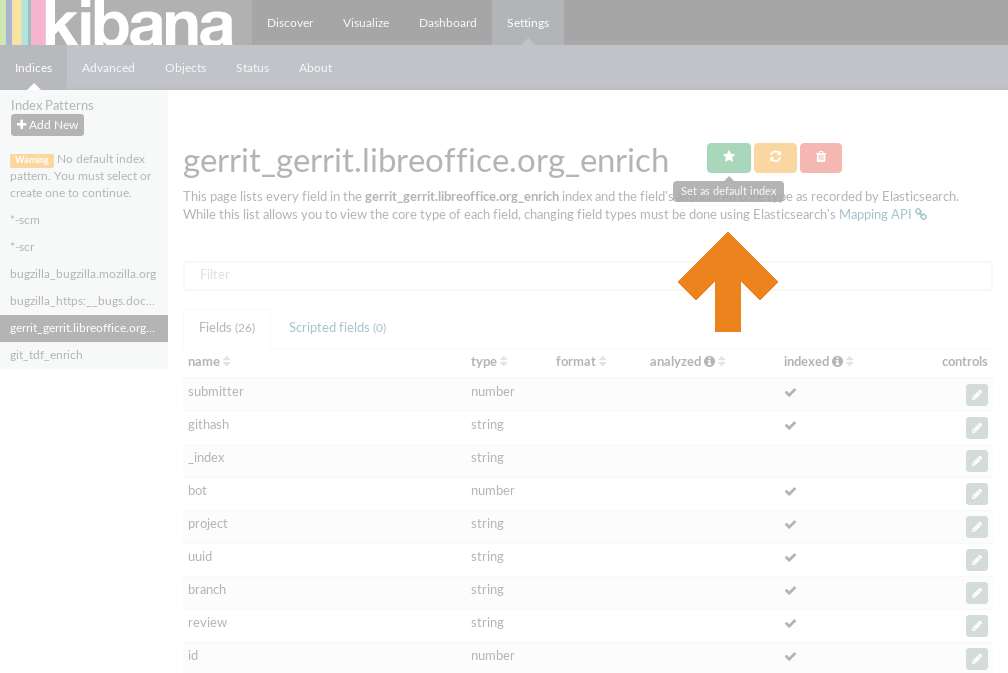 kibana Discover Visualize Dashboard Settings
Indices Advanced Objects Status About
Index Patterns
Add New
Warning No default index
pattern. You must select or
create one to continue.
*-scm
*-scr
bugzilla_bugzilla.mozilla.org
bugzilla_https:__bugs.doc...
gerrit_gerrit.libreoffice.org...
git_tdf_enrich
gerrit_gerrit.libreoffice.org_enrich
Set as default index
This page lists every field in the gerrit_gerrit.libreoffice.org_enrich index and the field's as recorded by Elasticsearch.
While this list allows you to view the core type of each field, changing field types must be done using Elasticsearch's Mapping API
Filter
Fields (26) Scripted fields (0)
name type format analyzed indexed controls
submitter number
githash string
_index string
bot number
project string
uuid string
branch string
review string
id number